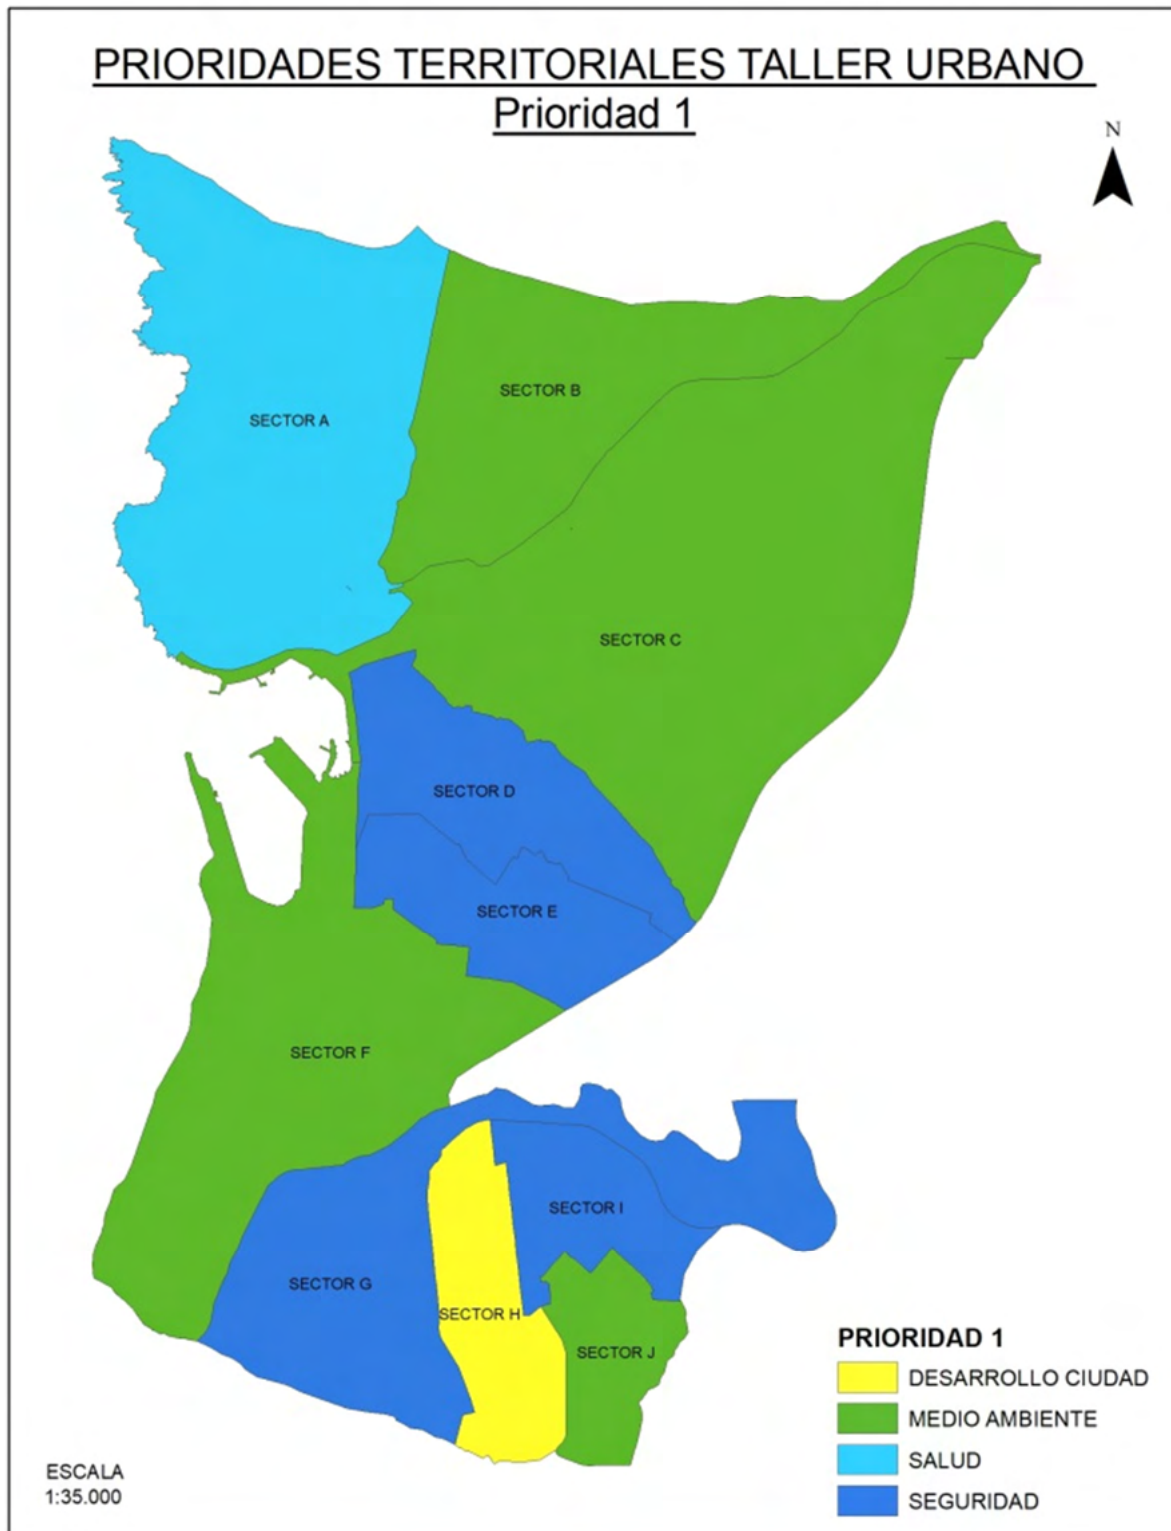 PRIORIDADES TERRITORIALES TALLER URBANO
Prioridad 1
N
SECTOR B
SECTOR A
SECTOR C
SECTOR D
SECTOR E
SECTOR F
SECTOR I
SECTOR G
SECTOR H
SECTOR J
PRIORIDAD 1
DESARROLLO CIUDAD
MEDIO AMBIENTE
SALUD
SEGURIDAD
ESCALA
1:35.000